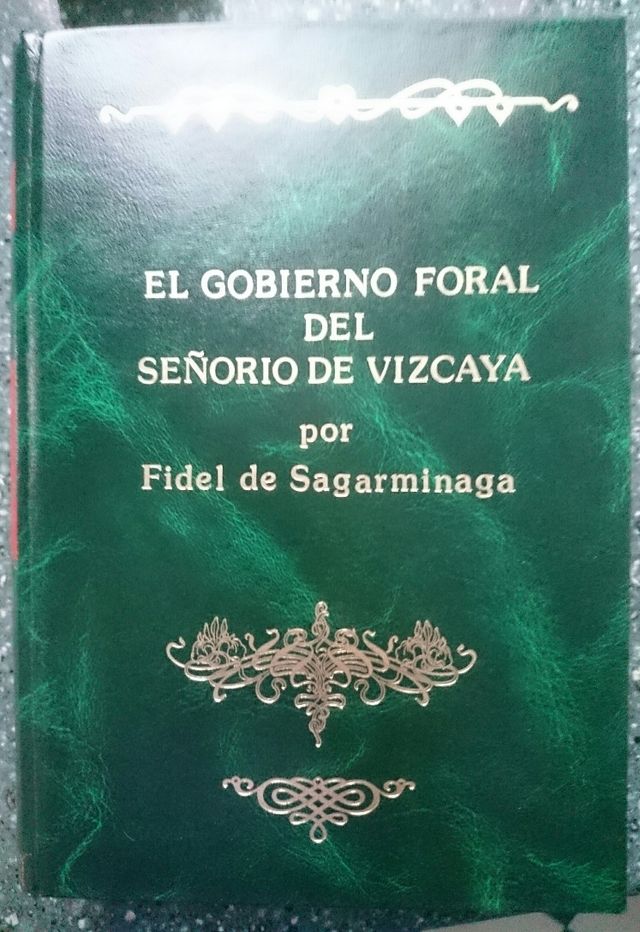 EL GOBIERNO FORAL
DEL
SEÑORIO DE VIZCAYA
por
Fidel de Sagarminaga